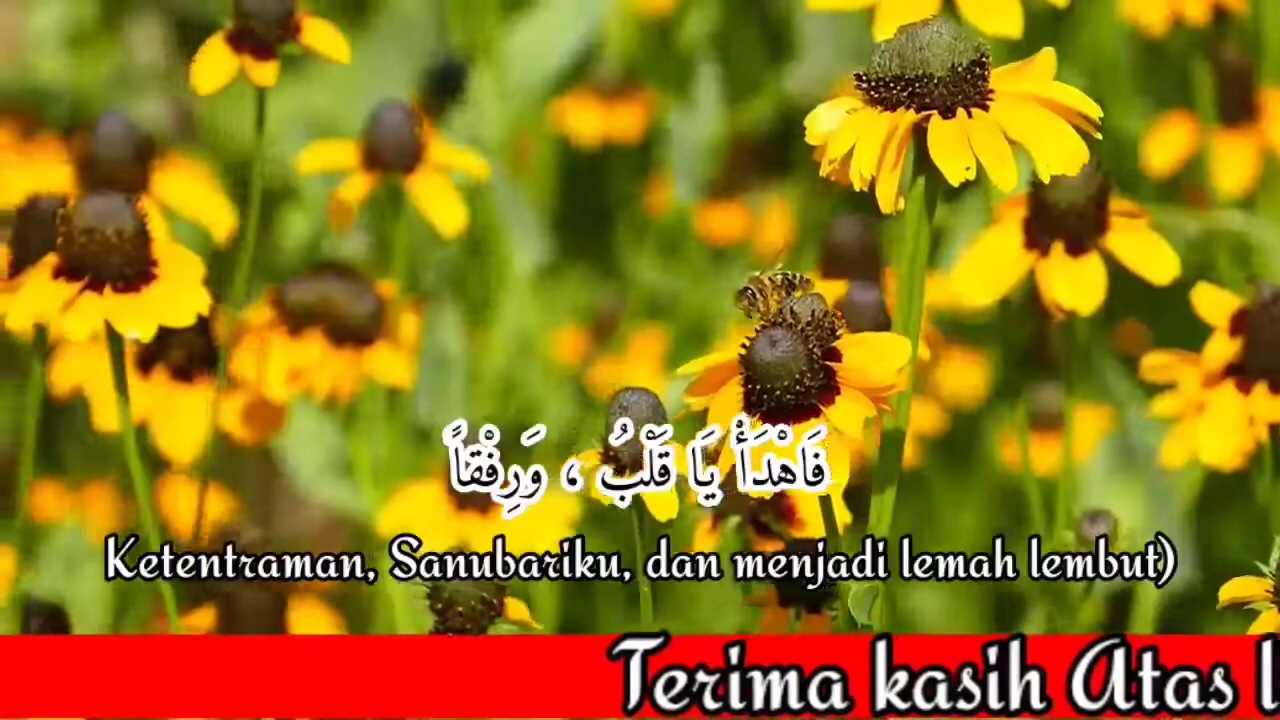 فَاهْدَأْ يَا قَلْبُ ، وَرِفْقاً
Ketentraman, Sanubariku, dan menjadi lemah lembut)
Terima kasih Atas